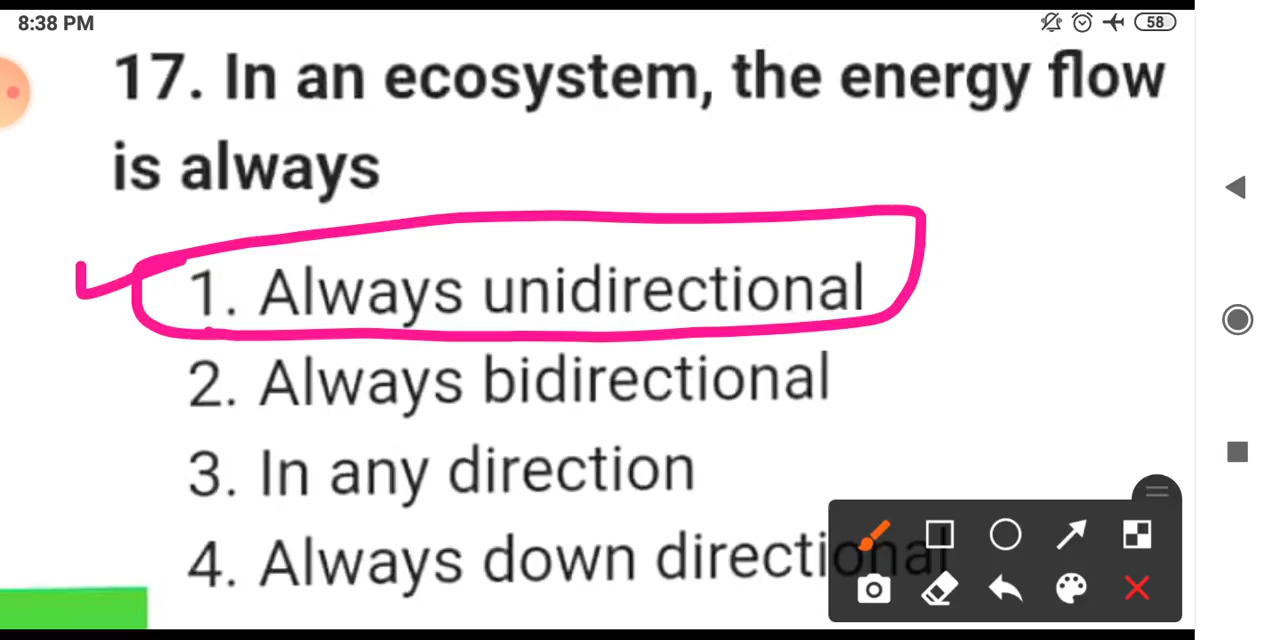 8:38 PM
58
17. In an ecosystem, the energy flow
is always
1. Always unidirectional
2. Always bidirectional
3. In any direction
4. Always down directional